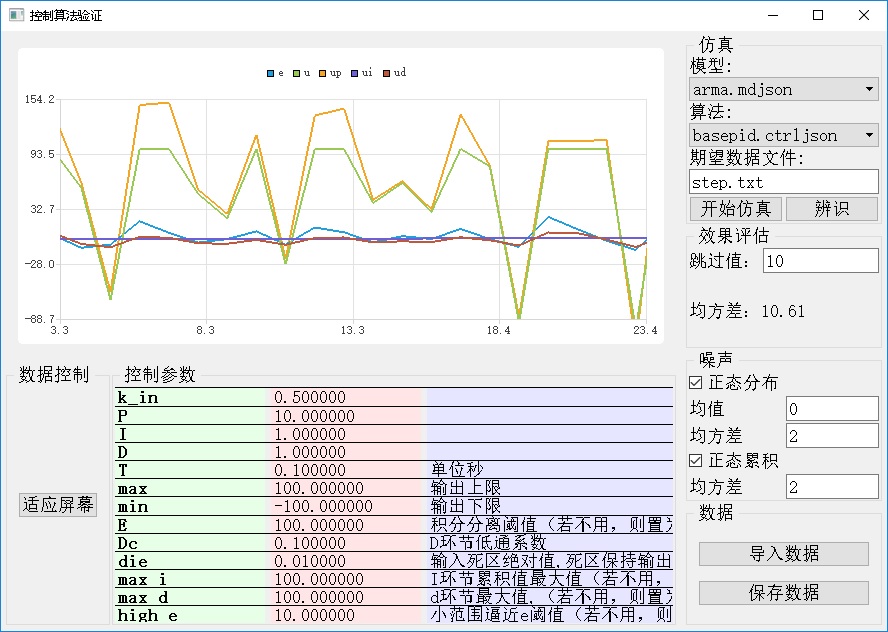 控制算法验证
e u up ui ud
154.2
93.5
32.7
-28.0
-88.7
3.3 8.3 13.3 18.4 23.4
仿真
模型:
arma.mdjson
算法:
basepid.ctrljson
期望数据文件:
step.txt
开始仿真 辨识
效果评估
跳过值: 10
均方差: 10.61
噪声
正态分布
均值 0
均方差 2
正态累积
均方差 2
数据
导入数据
保存数据
数据控制
适应屏幕
控制参数
k_in 0.500000
P 10.000000
I 1.000000
D 1.000000
T 0.100000 单位秒
max 100.000000 输出上限
min -100.000000 输出下限
E 100.000000 积分分离阈值（若不用，则置
Dc 0.100000 D环节低通系数
die 0.010000 输入死区绝对值,死区保持输出
max_i 100.000000 I环节累积值最大值（若不用，
max_d 100.000000 d环节最大值,（若不用，则置
high_e 10.000000 小范围逼近e阈值（若不用，则